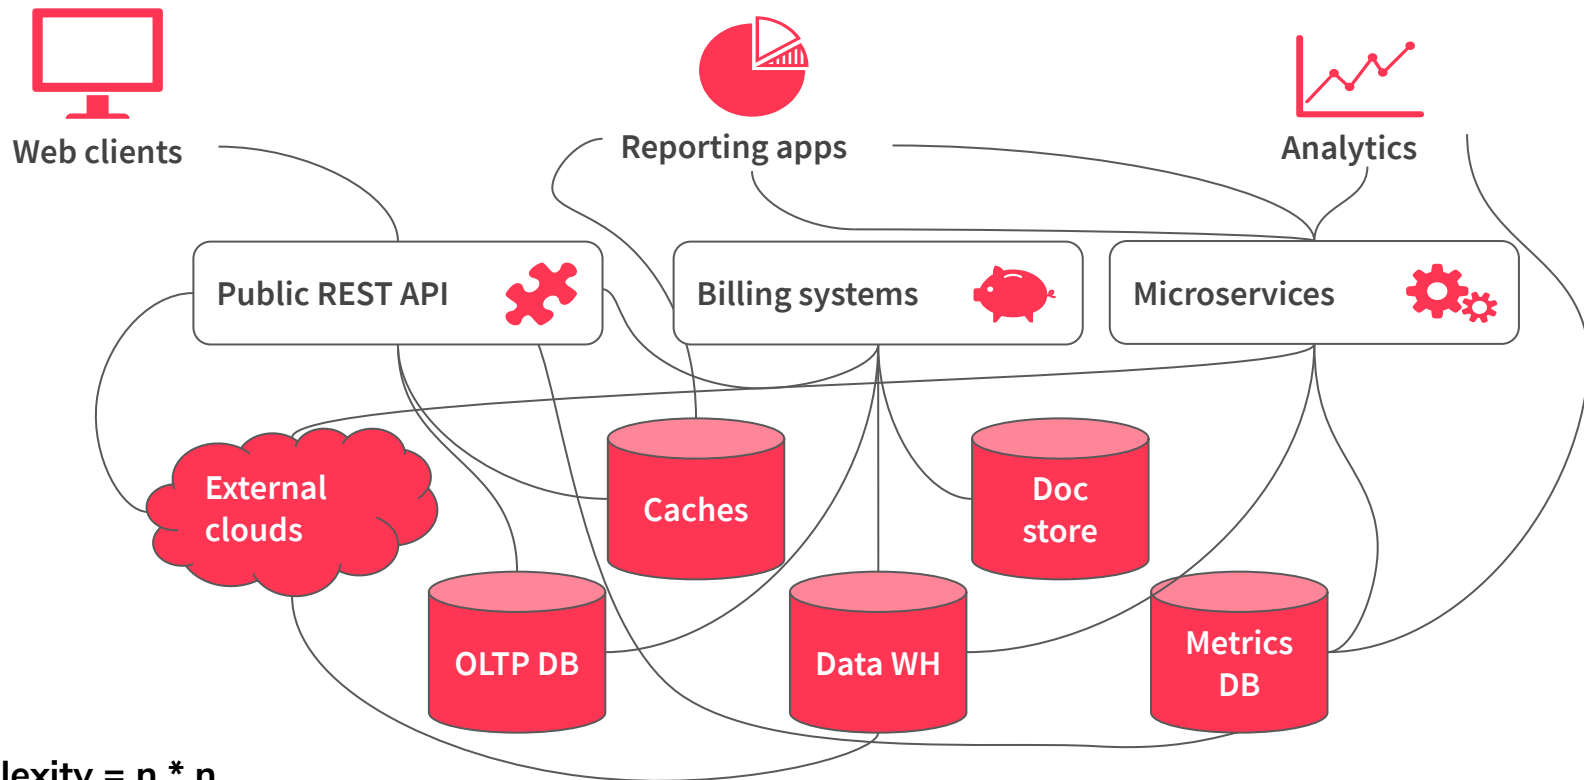 Web clients
Reporting apps
Analytics
Public REST API
Billing systems
Microservices
External
clouds
Caches
Doc
store
OLTP DB
Data WH
Metrics
DB
lexity = n * n